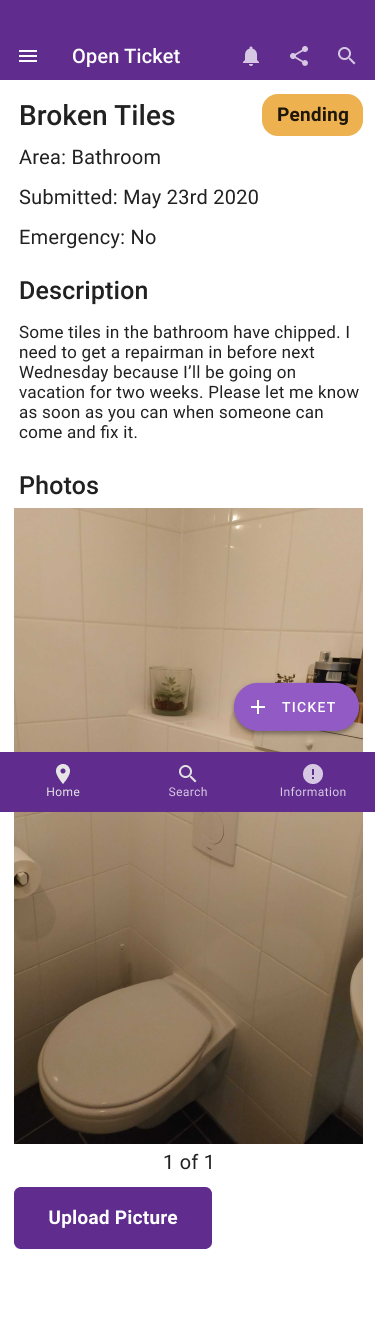 Open Ticket
Broken Tiles
Pending
Area: Bathroom
Submitted: May 23rd 2020
Emergency: No
Description
Some tiles in the bathroom have chipped. I
need to get a repairman in before next
Wednesday because I’ll be going on
vacation for two weeks. Please let me know
as soon as you can when someone can
come and fix it.
Photos
TICKET
Home
Search
Information
1 of 1
Upload Picture